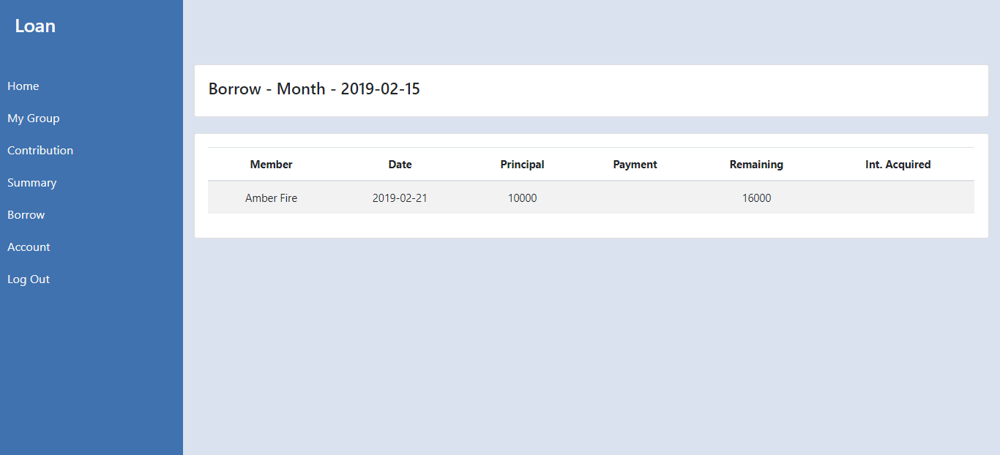 Loan
Home
My Group
Contribution
Summary
Borrow
Account
Log Out
Borrow - Month - 2019-02-15
Member Date Principal Payment Remaining Int. Acquired
Amber Fire 2019-02-21 10000 16000